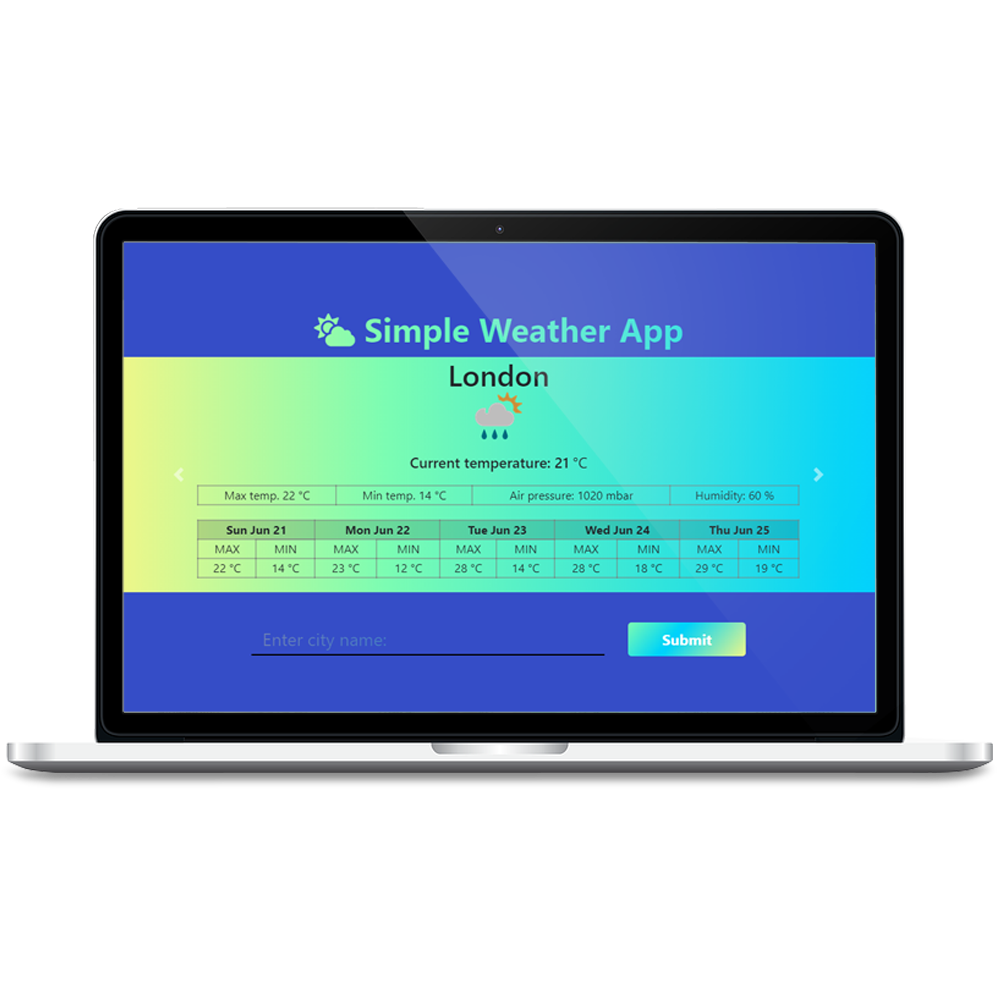 Simple Weather App
London
Current temperature: 21 °C
Max temp. 22 °C Min temp. 14 °C Air pressure: 1020 mbar Humidity: 60 %
Sun Jun 21 Mon Jun 22 Tue Jun 23 Wed Jun 24 Thu Jun 25
MAX MIN MAX MIN MAX MIN MAX MIN MAX MIN
22 °C 14 °C 23 °C 12 °C 28 °C 14 °C 28 °C 18 °C 29 °C 19 °C
Enter city name: Submit